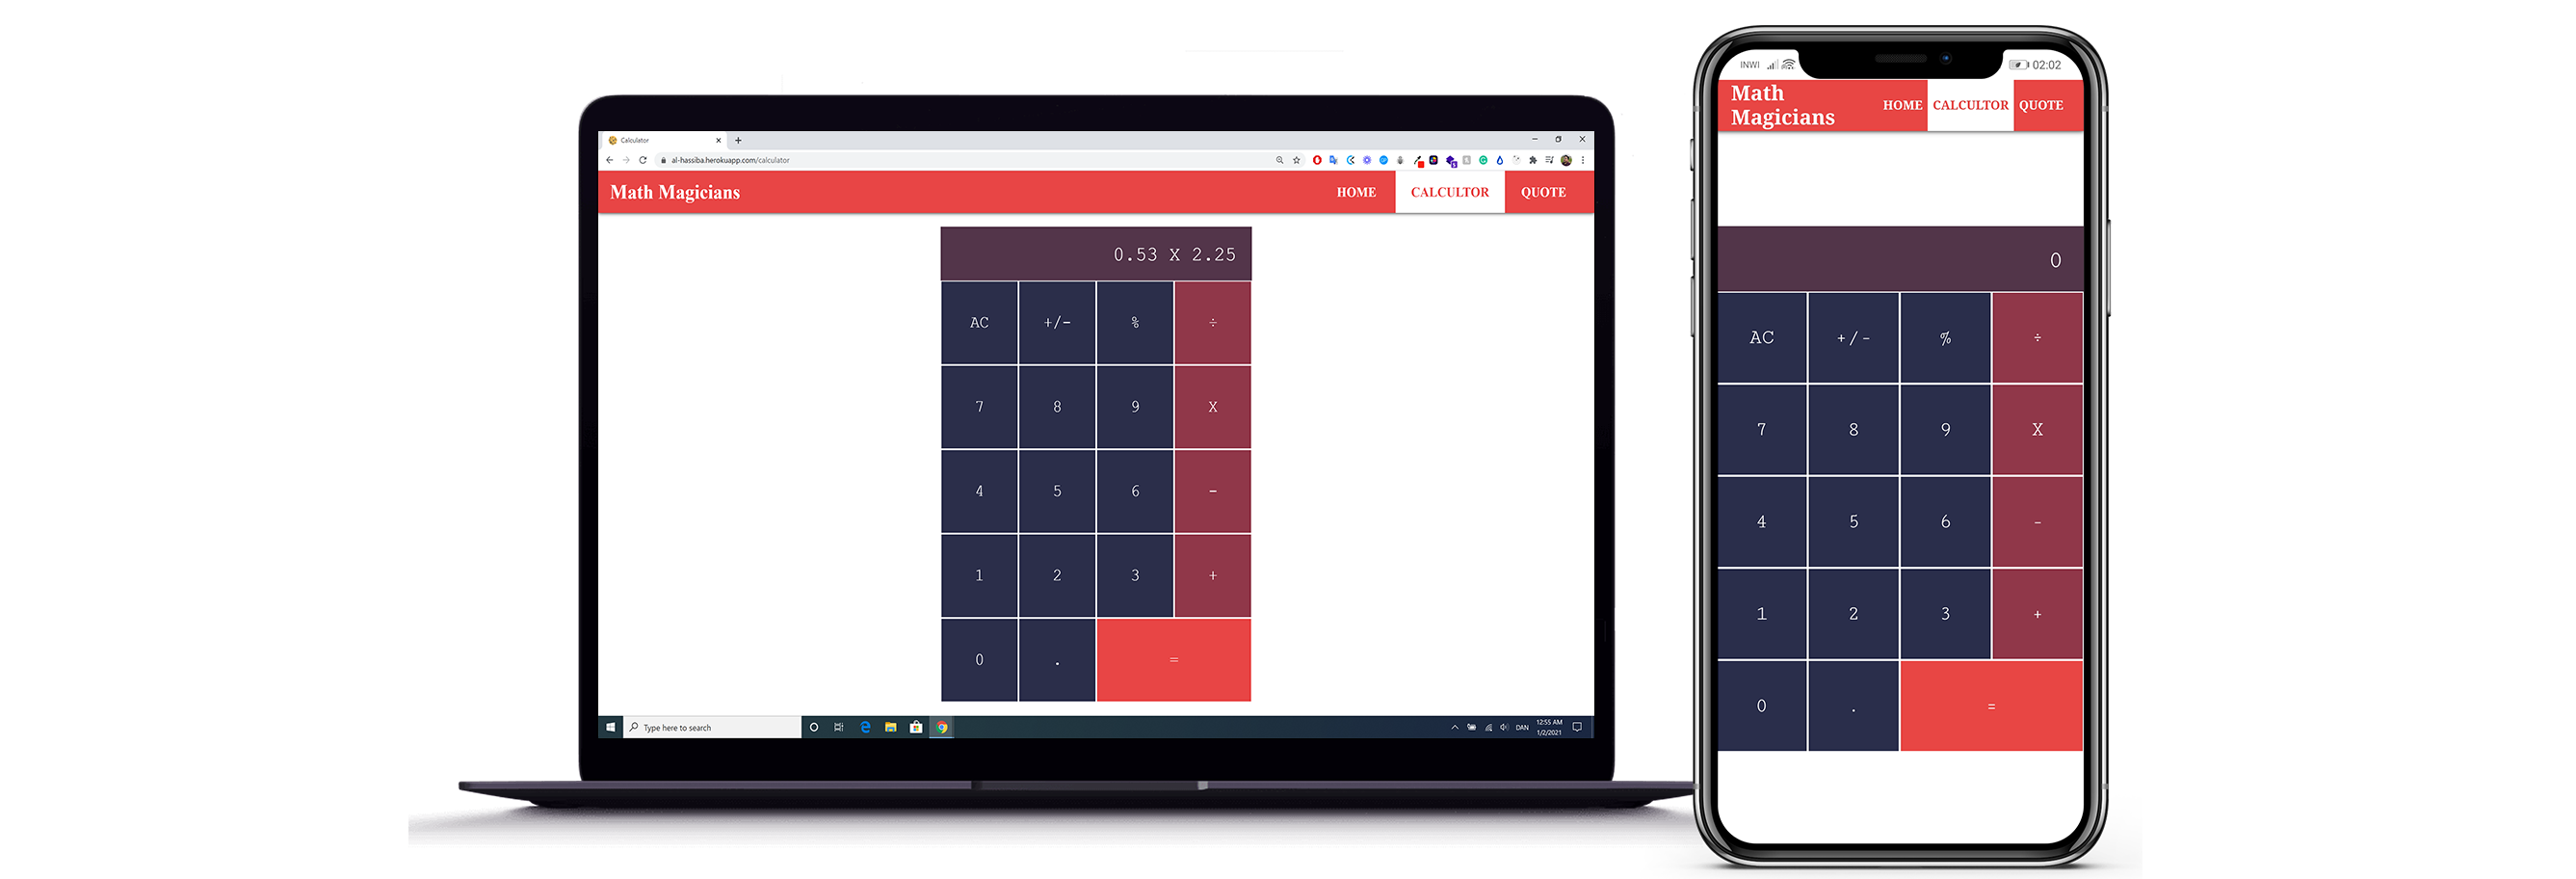 Calculator
al-hassiba.herokuapp.com/calculator
Math Magicians HOME CALCULTOR QUOTE
0.53 X 2.25
AC +/- % ÷
7 8 9 X
4 5 6 -
1 2 3 +
0 . =
Type here to search
DAN 12:55 AM
1/2/2021
INWI 02:02
Math
Magicians
HOME CALCULTOR QUOTE
0
AC +/- % ÷
7 8 9 X
4 5 6 -
1 2 3 +
0 . =